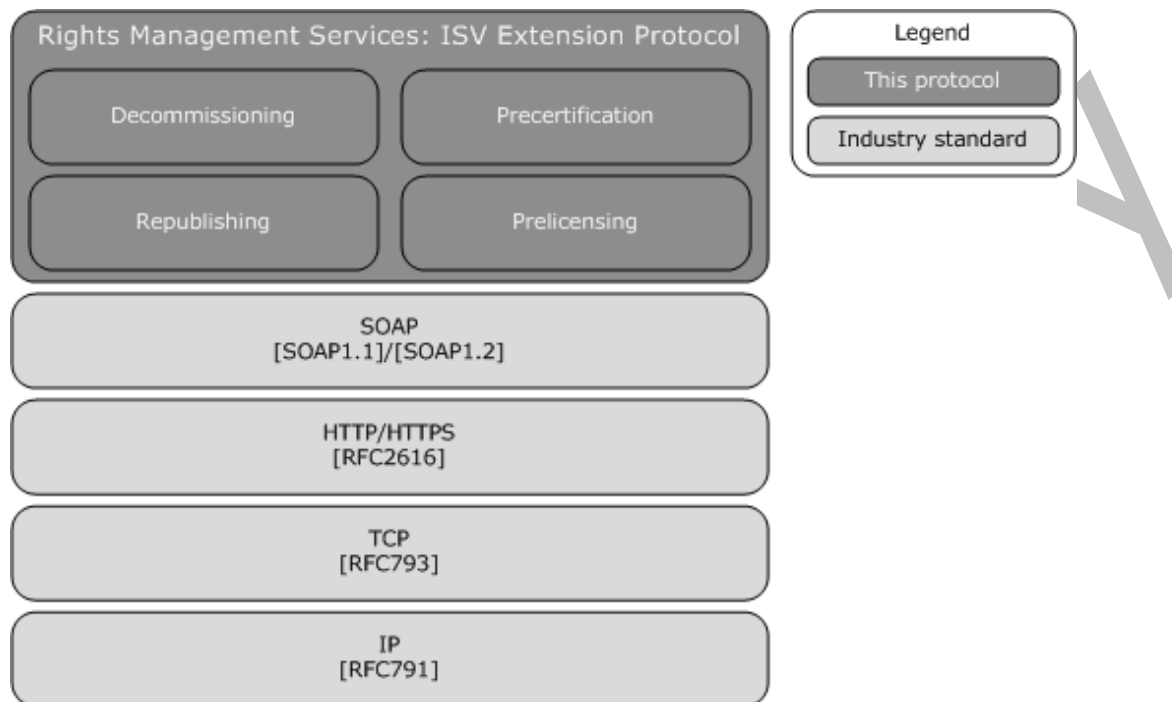 Rights Management Services: ISV Extension Protocol
Decommissioning
Precertification
Republishing
Prelicensing
SOAP
[SOAP1.1]/[SOAP1.2]
HTTP/HTTPS
[RFC2616]
TCP
[RFC793]
IP
[RFC791]
Legend
This protocol
Industry standard